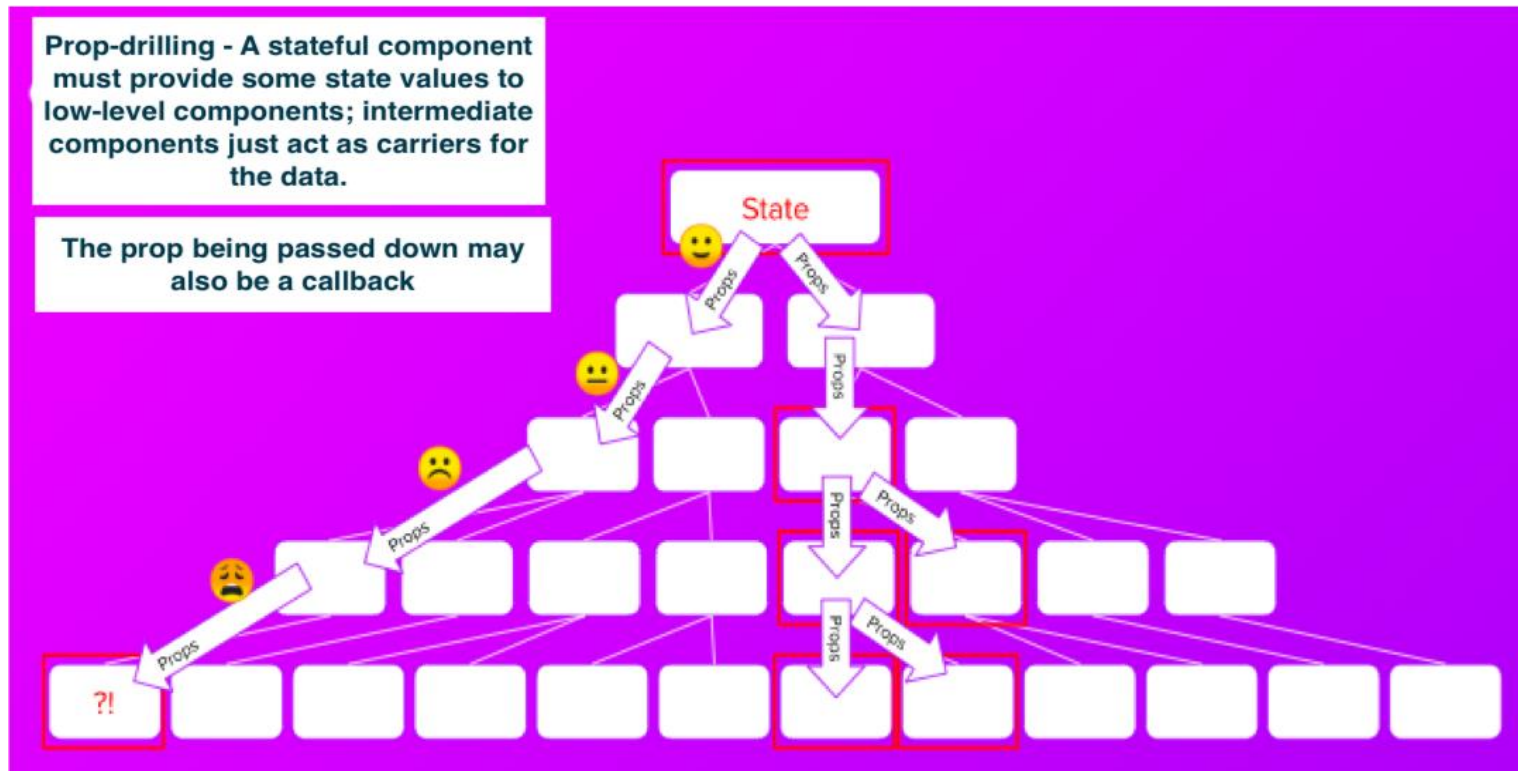 Prop-drilling - A stateful component
must provide some state values to
low-level components; intermediate
components just act as carriers for
the data.
The prop being passed down may
also be a callback
State
Props
Props
Props
Props
Props
Props
Props
Props
Props
Props
?!